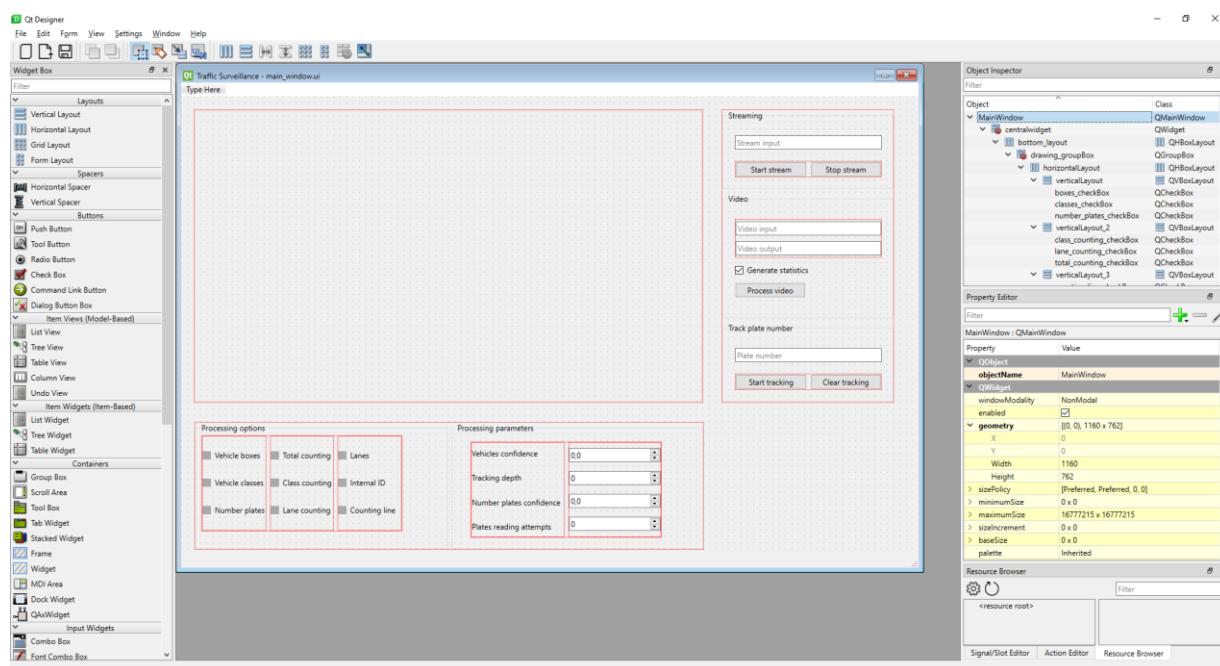 Qt Designer
File Edit Form View Settings Window Help
Widget Box
Filter
Layouts
Vertical Layout
Horizontal Layout
Grid Layout
Form Layout
Spacers
Horizontal Spacer
Vertical Spacer
Buttons
Push Button
Tool Button
Radio Button
Check Box
Command Link Button
Dialog Button Box
Item Views (Model-Based)
List View
Tree View
Table View
Column View
Undo View
Item Widgets (Item-Based)
List Widget
Tree Widget
Table Widget
Containers
Group Box
Scroll Area
Tool Box
Tab Widget
Stacked Widget
Frame
Widget
MDI Area
Dock Widget
QAxWidget
Input Widgets
Combo Box
Font Combo Box
Traffic Surveillance - main_window.ui
Type Here
Streaming
Stream input
Start stream Stop stream
Video
Video input
Video output
Generate statistics
Process video
Track plate number
Plate number
Start tracking Clear tracking
Processing options
Vehicle boxes Total counting Lanes
Vehicle classes Class counting Internal ID
Number plates Lane counting Counting line
Processing parameters
Vehicles confidence 0,0
Tracking depth 0
Number plates confidence 0,0
Plates reading attempts 0
Object Inspector
Filter
Object Class
MainWindow QMainWindow
centralwidget QWidget
bottom_layout QHBoxLayout
drawing_groupBox QGroupBox
horizontalLayout QHBoxLayout
verticalLayout QVBoxLayout
boxes_checkBox QCheckBox
classes_checkBox QCheckBox
number_plates_checkBox QCheckBox
verticalLayout_2 QVBoxLayout
class_counting_checkBox QCheckBox
lane_counting_checkBox QCheckBox
total_counting_checkBox QCheckBox
verticalLayout_3 QVBoxLayout
Property Editor
Filter
MainWindow : QMainWindow
Property Value
QObject
objectName MainWindow
QWidget
windowModality NonModal
enabled
geometry [(0, 0), 1160 x 762]
X 0
Y 0
Width 1160
Height 762
sizePolicy [Preferred, Preferred, 0, 0]
minimumSize 0 x 0
maximumSize 16777215 x 16777215
sizeIncrement 0 x 0
baseSize 0 x 0
palette Inherited
Resource Browser
Filter
<resource root>
Signal/Slot Editor Action Editor Resource Browser